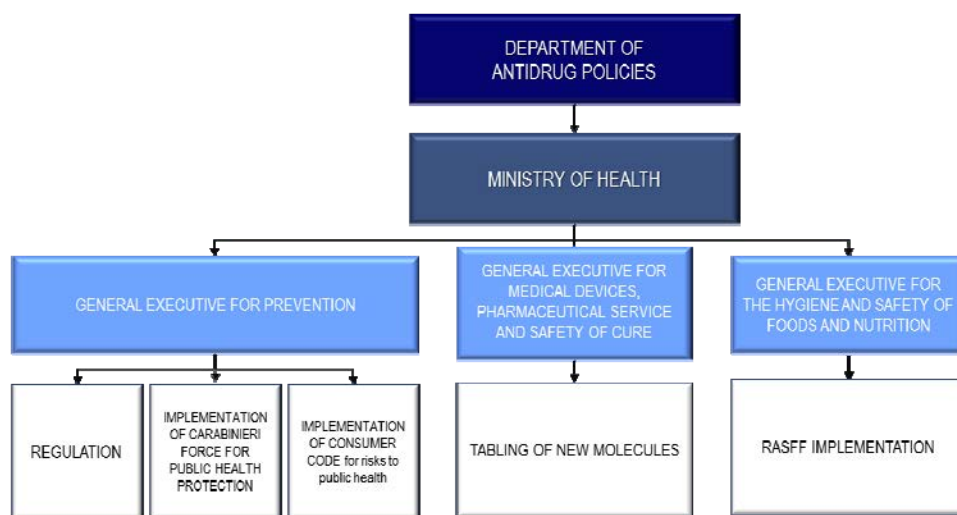 DEPARTMENT OF
ANTIDRUG POLICIES
MINISTRY OF HEALTH
GENERAL EXECUTIVE FOR PREVENTION
GENERAL EXECUTIVE FOR
MEDICAL DEVICES,
PHARMACEUTICAL SERVICE
AND SAFETY OF CURE
GENERAL EXECUTIVE FOR
THE HYGIENE AND SAFETY OF
FOODS AND NUTRITION
REGULATION
IMPLEMENTATION
OF CARABINIERI
FORCE FOR
PUBLIC HEALTH
PROTECTION
IMPLEMENTATION
OF CONSUMER
CODE for risks to
public health
TABLING OF NEW MOLECULES
RASFF IMPLEMENTATION